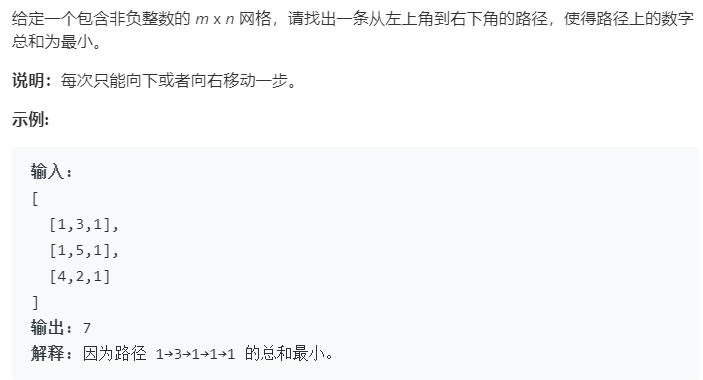 给定一个包含非负整数的 m x n 网格，请找出一条从左上角到右下角的路径，使得路径上的数字
总和为最小。
说明：每次只能向下或者向右移动一步。
示例:
输入:
[
  [1,3,1],
  [1,5,1],
  [4,2,1]
]
输出: 7
解释: 因为路径 1→3→1→1→1 的总和最小。